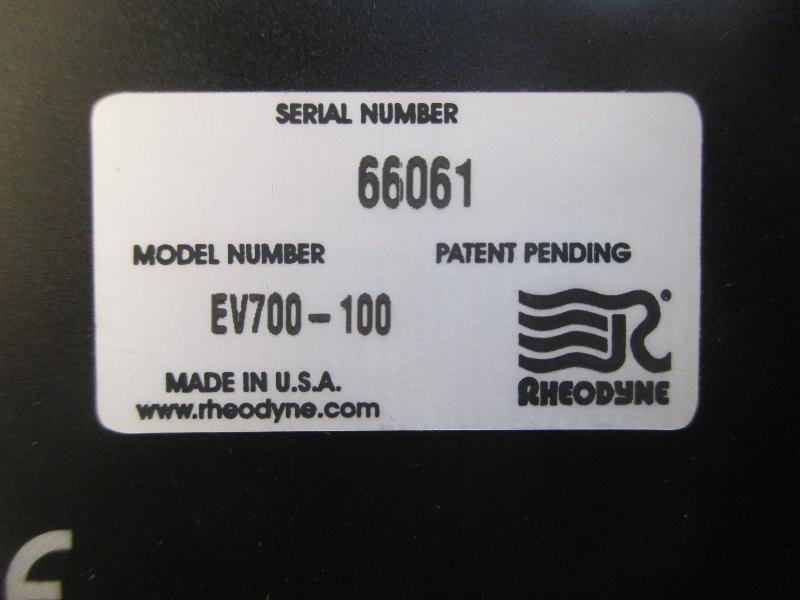 SERIAL NUMBER
66061
MODEL NUMBER
PATENT PENDING
EV700-100
R®
MADE IN U.S.A.
RHEODYNE
www.rheodyne.com